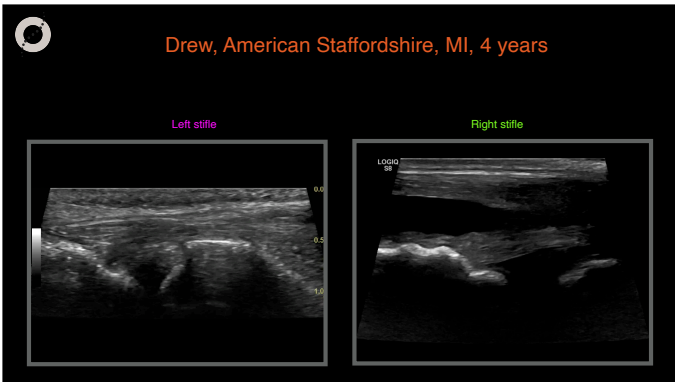 Drew, American Staffordshire, MI, 4 years
Left stifle
Right stifle
LOGIQ
S8
0.0
0.5
1.0